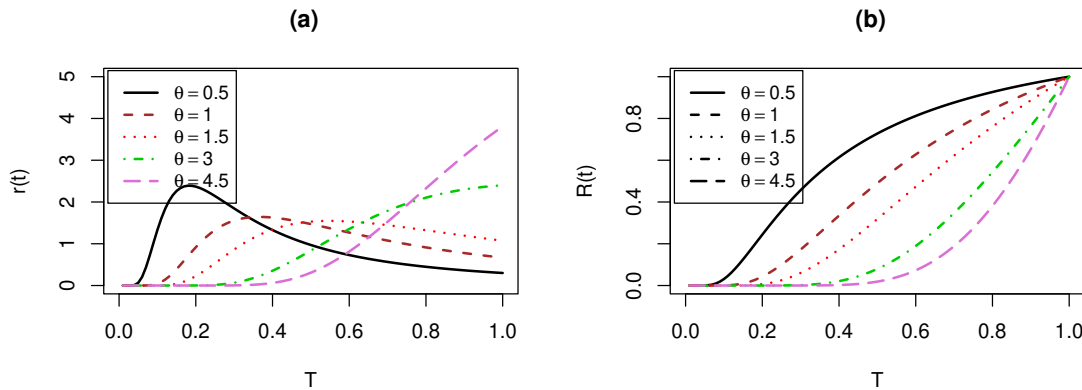 (a)
r(t)
5
4
3
2
1
0
θ = 0.5
θ = 1
θ = 1.5
θ = 3
θ = 4.5
0.0 0.2 0.4 0.6 0.8 1.0
T
(b)
R(t)
0.8
0.4
0.0
θ = 0.5
θ = 1
θ = 1.5
θ = 3
θ = 4.5
0.0 0.2 0.4 0.6 0.8 1.0
T